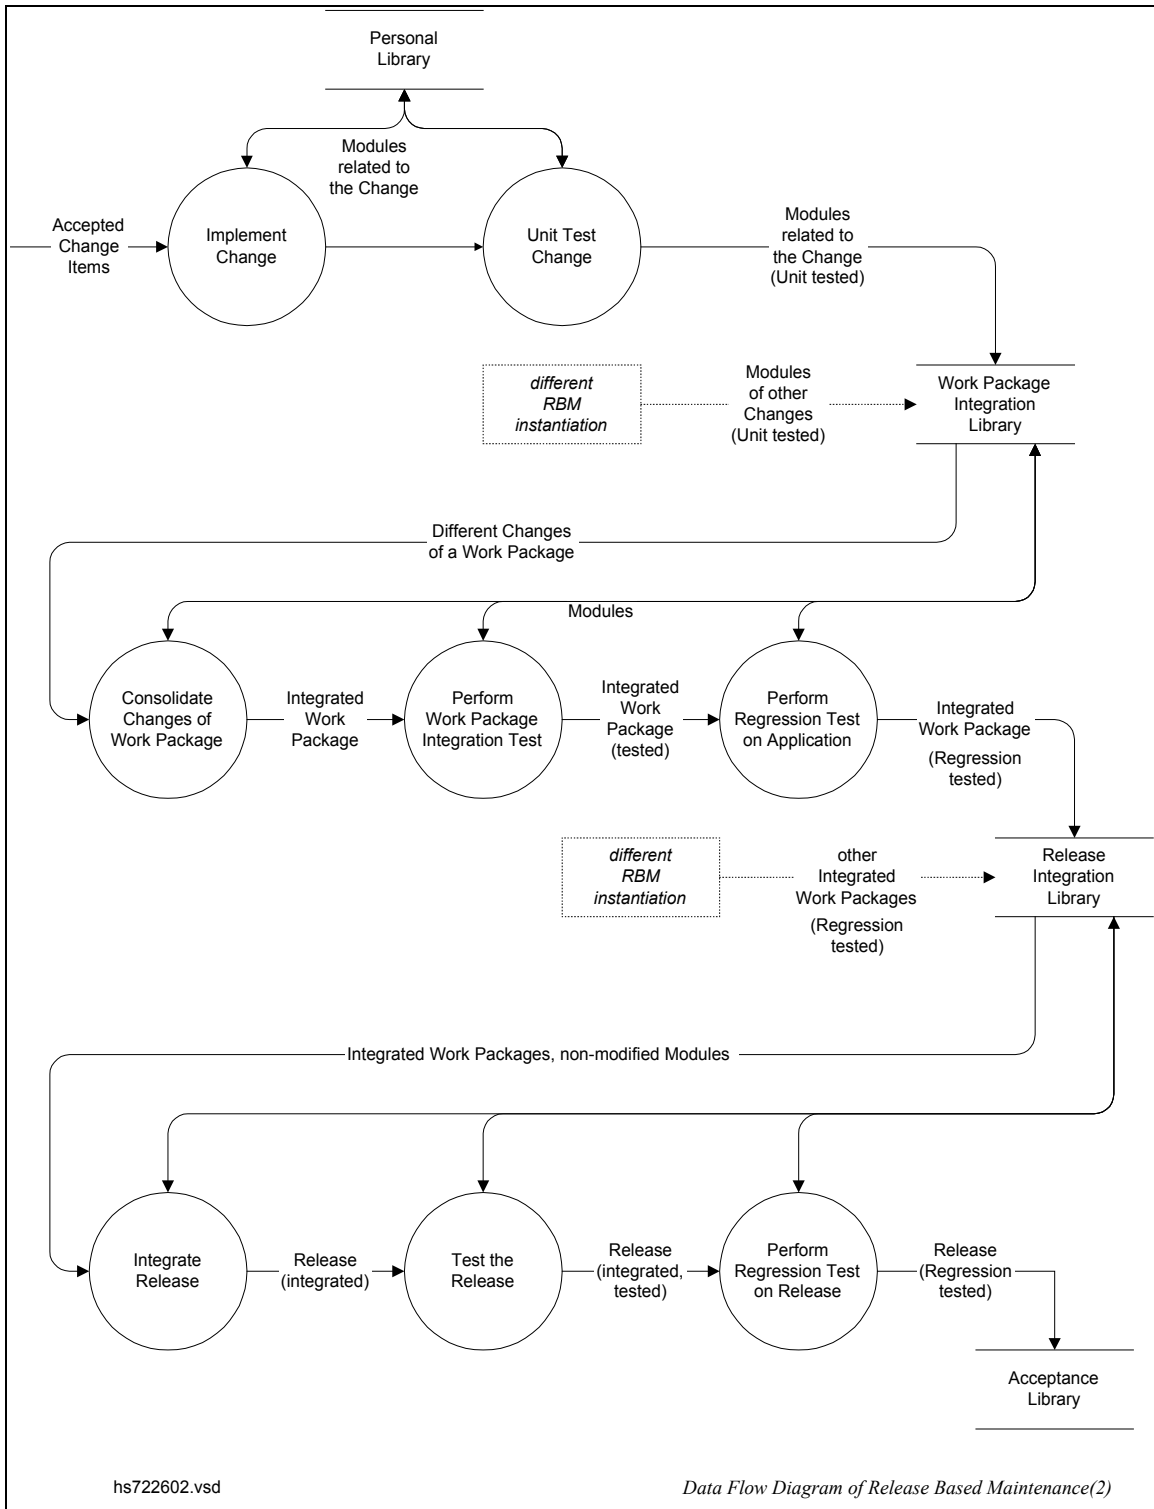 Personal
Library
Modules
related to
the Change
Accepted
Change
Items
Implement
Change
Unit Test
Change
Modules
related to
the Change
(Unit tested)
different
RBM
instantiation
Modules
of other
Changes
(Unit tested)
Work Package
Integration
Library
Different Changes
of a Work Package
Modules
Consolidate
Changes of
Work Package
Integrated
Work
Package
Perform
Work Package
Integration Test
Integrated
Work
Package
(tested)
Perform
Regression Test
on Application
Integrated
Work Package
(Regression
tested)
different
RBM
instantiation
other
Integrated
Work Packages
(Regression
tested)
Release
Integration
Library
Integrated Work Packages, non-modified Modules
Integrate
Release
Release
(integrated)
Test the
Release
Release
(integrated,
tested)
Perform
Regression Test
on Release
Release
(Regression
tested)
Acceptance
Library
hs722602.vsd
Data Flow Diagram of Release Based Maintenance(2)